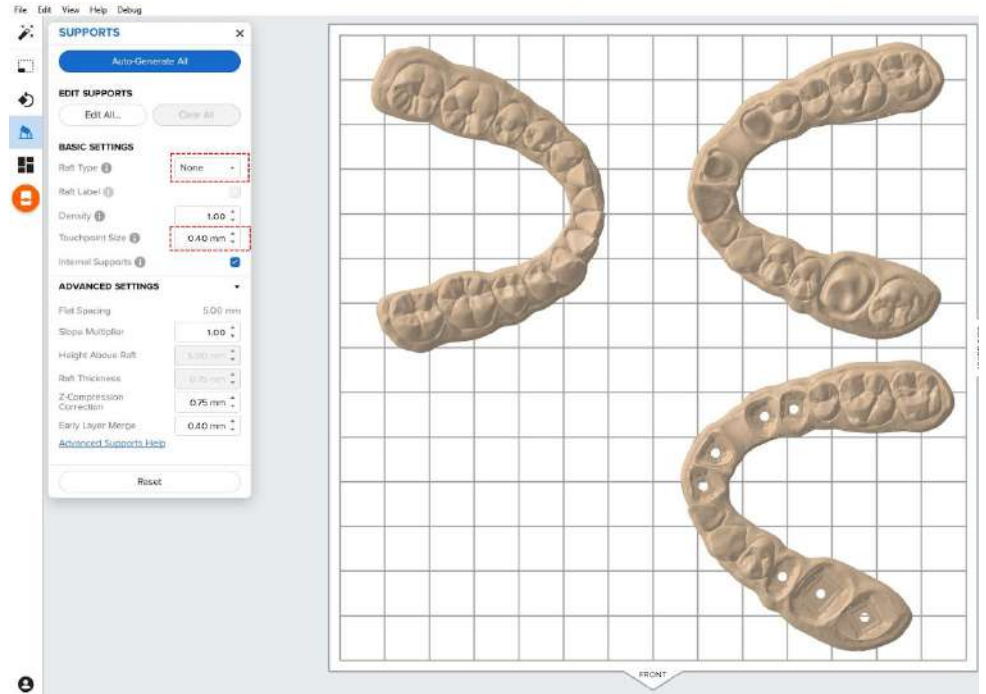 File Edit View Help Debug
SUPPORTS
Auto-Generate All
EDIT SUPPORTS
Edit All...
Clear All
BASIC SETTINGS
Raft Type
None
Raft Label
Density
1.00
Touchpoint Size
0.40 mm
Internal Supports
ADVANCED SETTINGS
Flat Spacing
5.00 mm
Slope Multiplier
1.00
Height Above Raft
5.00 mm
Raft Thickness
Z-Compression
Correction
0.75 mm
Early Layer Merge
0.40 mm
Advanced Supports Help
Reset
FRONT